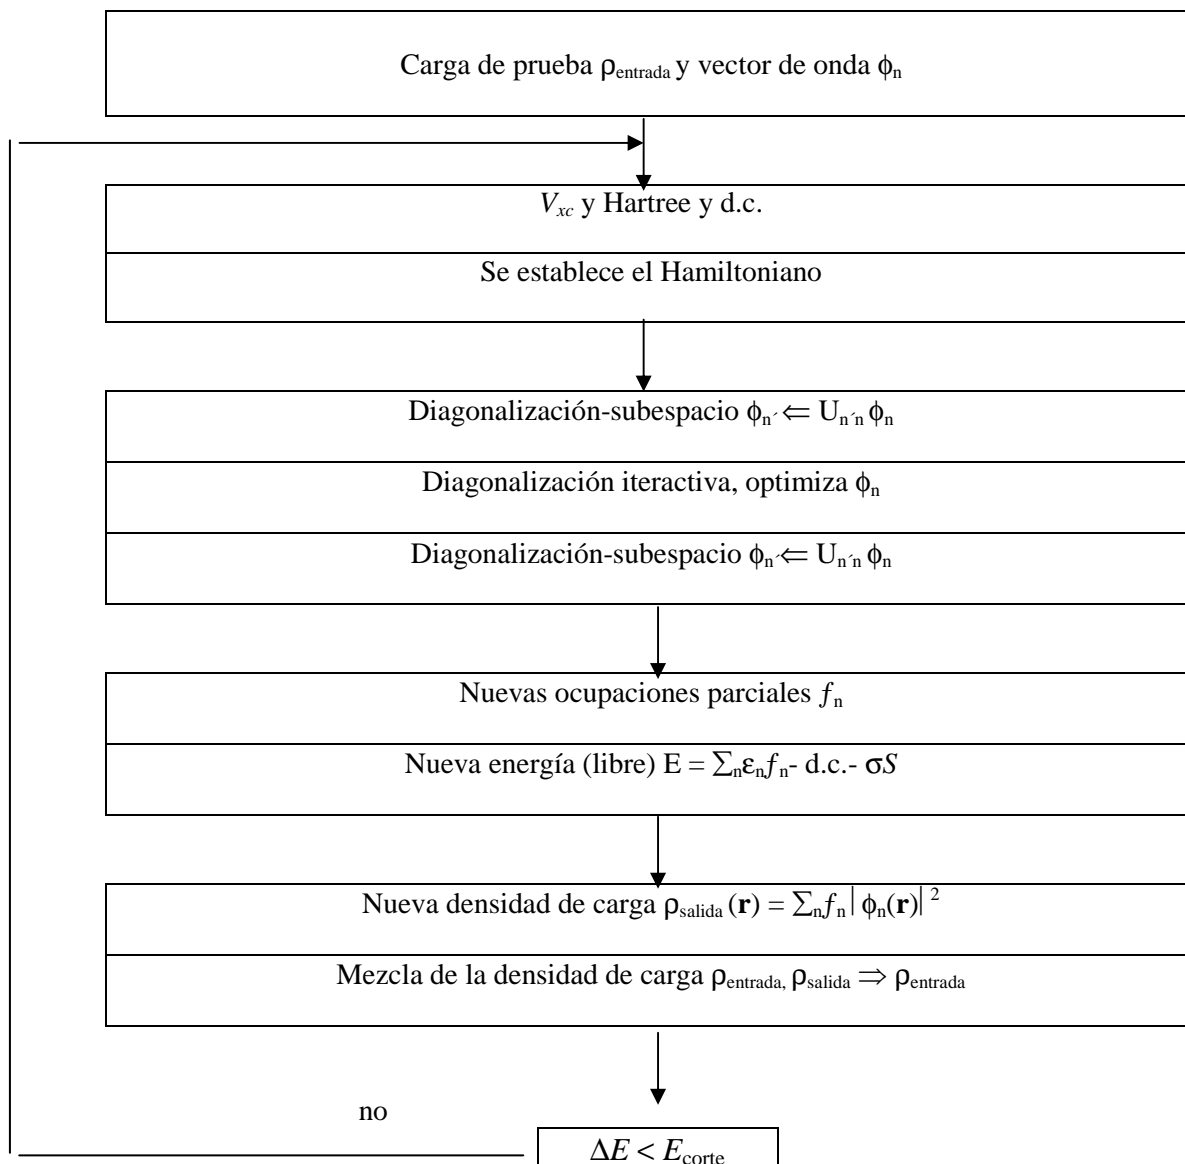 Carga de prueba ρentrada y vector de onda ϕn
Vxc y Hartree y d.c.
Se establece el Hamiltoniano
Diagonalización-subespacio ϕn´ ⇐ Un´n ϕn
Diagonalización iteractiva, optimiza ϕn
Diagonalización-subespacio ϕn´ ⇐ Un´n ϕn
Nuevas ocupaciones parciales fn
Nueva energía (libre) E = ∑nεnfn- d.c.- σS
Nueva densidad de carga ρsalida (r) = ∑nfn| ϕn(r)| 2
Mezcla de la densidad de carga ρentrada, ρsalida ⇒ ρentrada
no
ΔE < Ecorte